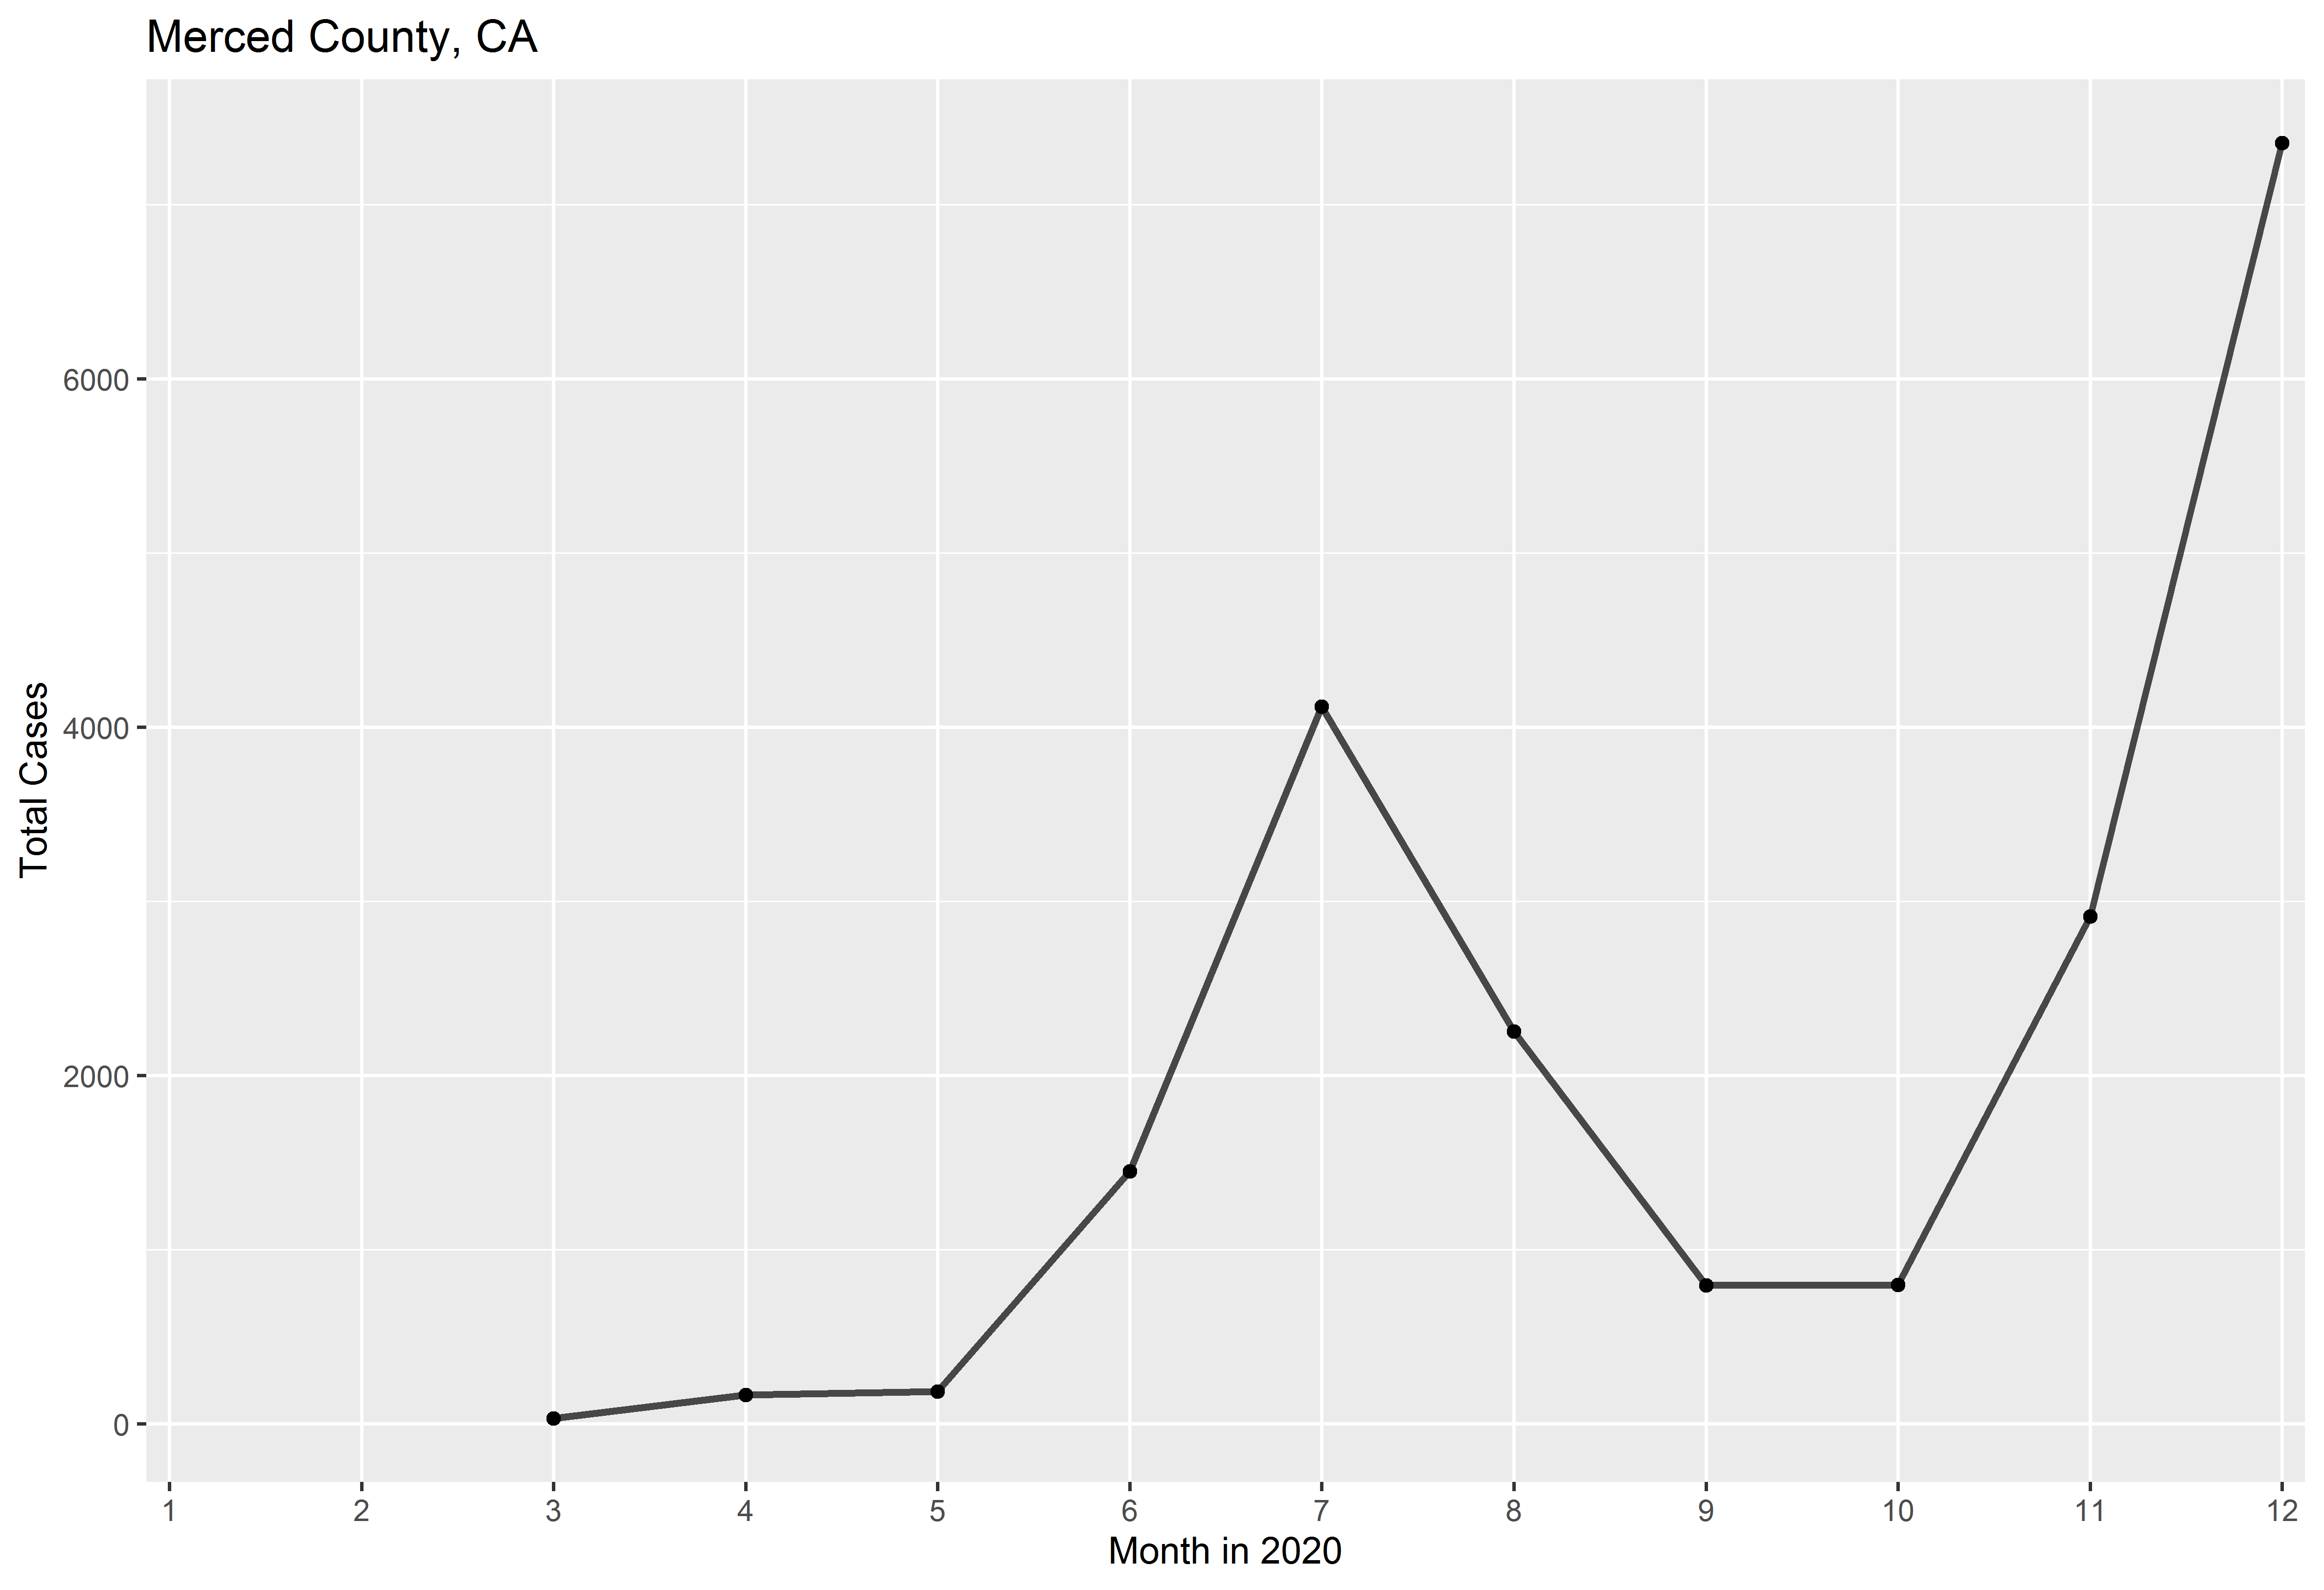 Merced County, CA
Total Cases
6000
4000
2000
0
1 2 3 4 5 6 7 8 9 10 11 12
Month in 2020